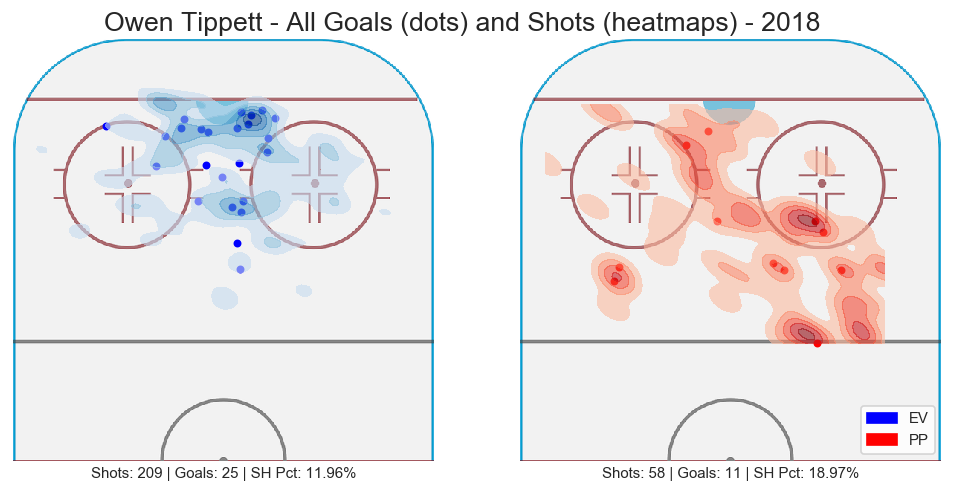 Owen Tippett - All Goals (dots) and Shots (heatmaps) - 2018
EV
PP
Shots: 209 | Goals: 25 | SH Pct: 11.96%
Shots: 58 | Goals: 11 | SH Pct: 18.97%